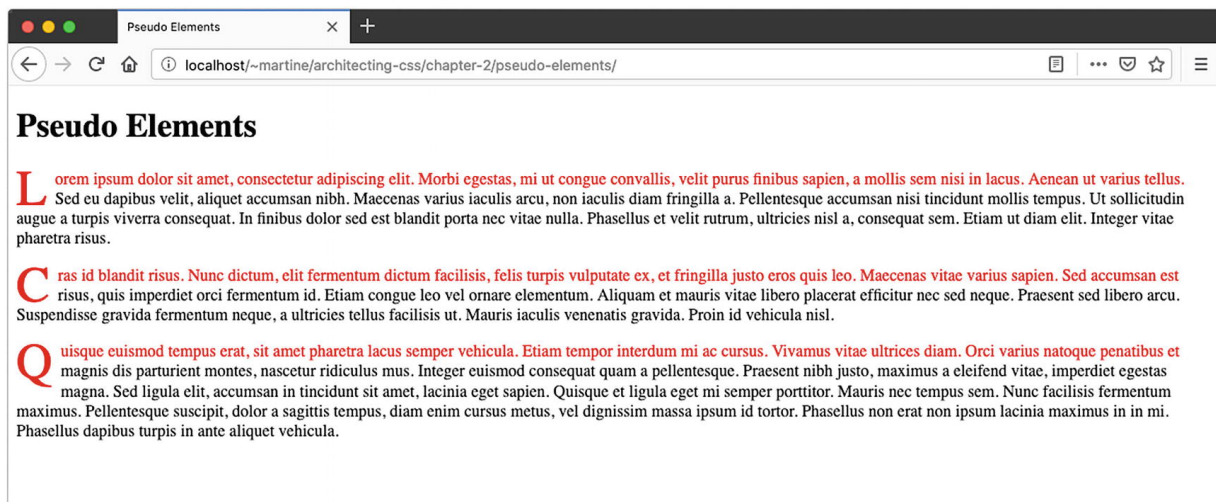 Pseudo Elements
localhost/~martine/architecting-css/chapter-2/pseudo-elements/
Pseudo Elements
Lorem ipsum dolor sit amet, consectetur adipiscing elit. Morbi egestas, mi ut congue convallis, velit purus finibus sapien, a mollis sem nisi in lacus. Aenean ut varius tellus.
Sed eu dapibus velit, aliquet accumsan nibh. Maecenas varius iaculis arcu, non iaculis diam fringilla a. Pellentesque accumsan nisi tincidunt mollis tempus. Ut sollicitudin
augue a turpis viverra consequat. In finibus dolor sed est blandit porta nec vitae nulla. Phasellus et velit rutrum, ultricies nisl a, consequat sem. Etiam ut diam elit. Integer vitae
pharetra risus.
Cras id blandit risus. Nunc dictum, elit fermentum dictum facilisis, felis turpis vulputate ex, et fringilla justo eros quis leo. Maecenas vitae varius sapien. Sed accumsan est
risus, quis imperdiet orci fermentum id. Etiam congue leo vel ornare elementum. Aliquam et mauris vitae libero placerat efficitur nec sed neque. Praesent sed libero arcu.
Suspendisse gravida fermentum neque, a ultricies tellus facilisis ut. Mauris iaculis venenatis gravida. Proin id vehicula nisl.
Quisque euismod tempus erat, sit amet pharetra lacus semper vehicula. Etiam tempor interdum mi ac cursus. Vivamus vitae ultrices diam. Orci varius natoque penatibus et
magnis dis parturient montes, nascetur ridiculus mus. Integer euismod consequat quam a pellentesque. Praesent nibh justo, maximus a eleifend vitae, imperdiet egestas
magna. Sed ligula elit, accumsan in tincidunt sit amet, lacinia eget sapien. Quisque et ligula eget mi semper porttitor. Mauris nec tempus sem. Nunc facilisis fermentum
maximus. Pellentesque suscipit, dolor a sagittis tempus, diam enim cursus metus, vel dignissim massa ipsum id tortor. Phasellus non erat non ipsum lacinia maximus in in mi.
Phasellus dapibus turpis in ante aliquet vehicula.